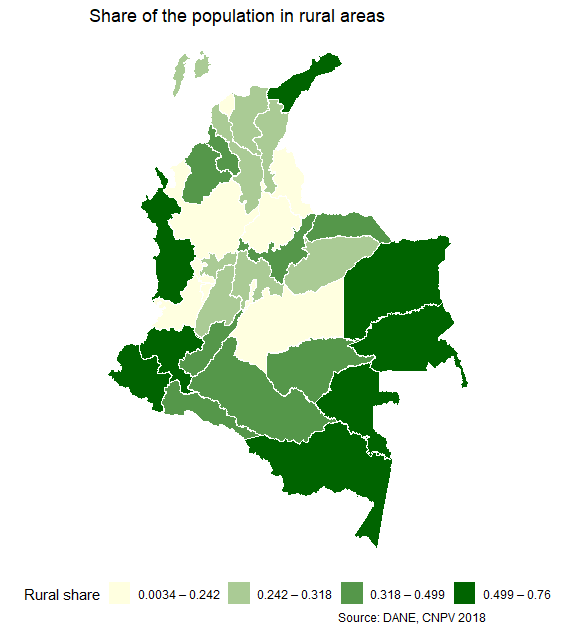 Share of the population in rural areas
Rural share 0.0034 – 0.242 0.242 – 0.318 0.318 – 0.499 0.499 – 0.76
Source: DANE, CNPV 2018